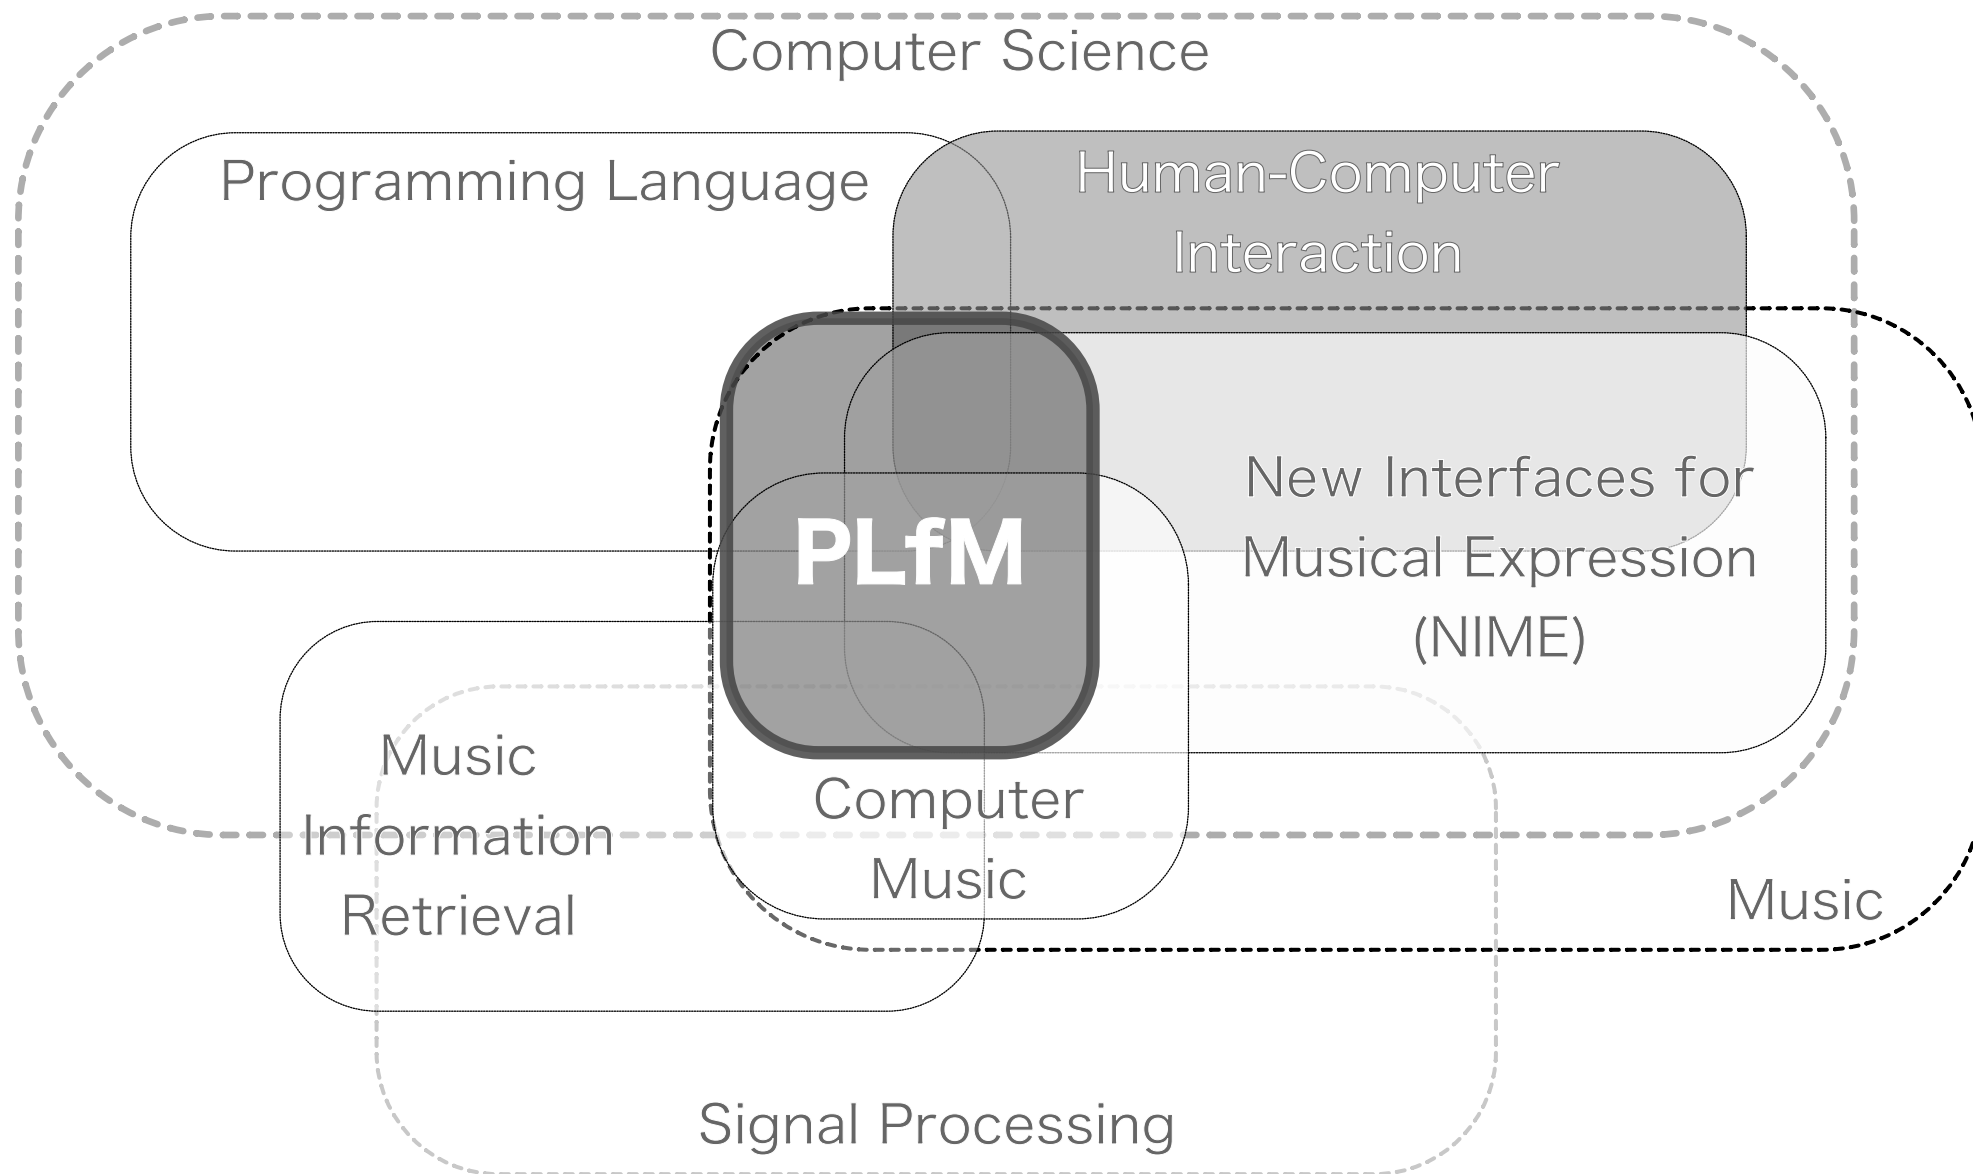 Computer Science
Programming Language
Human-Computer
Interaction
New Interfaces for
Musical Expression
(NIME)
PLfM
Music
Information
Retrieval
Computer
Music
Music
Signal Processing